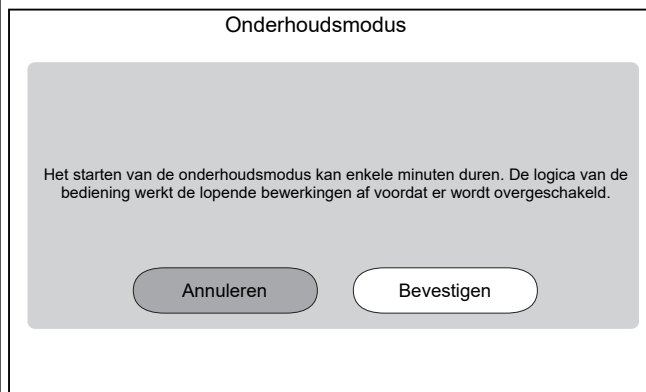 Onderhoudsmodus
Het starten van de onderhoudsmodus kan enkele minuten duren. De logica van de
bediening werkt de lopende bewerkingen af voordat er wordt overgeschakeld.
Annuleren
Bevestigen